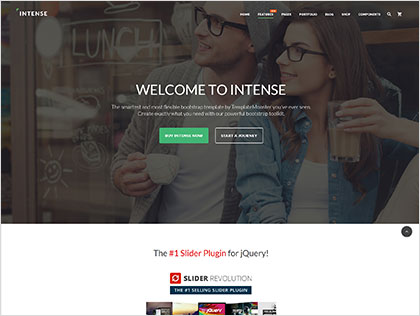 INTENSE
HOME FEATURES PAGES PORTFOLIO BLOG SHOP COMPONENTS
LUNCH
WELCOME TO INTENSE
The smartest and most flexible bootstrap template by TemplateMonster you've ever seen.
Create exactly what you need with our powerful bootstrap toolkit.
BUY INTENSE NOW
START A JOURNEY
The #1 Slider Plugin for jQuery!
SLIDER REVOLUTION
THE #1 SELLING SLIDER PLUGIN
jQuery